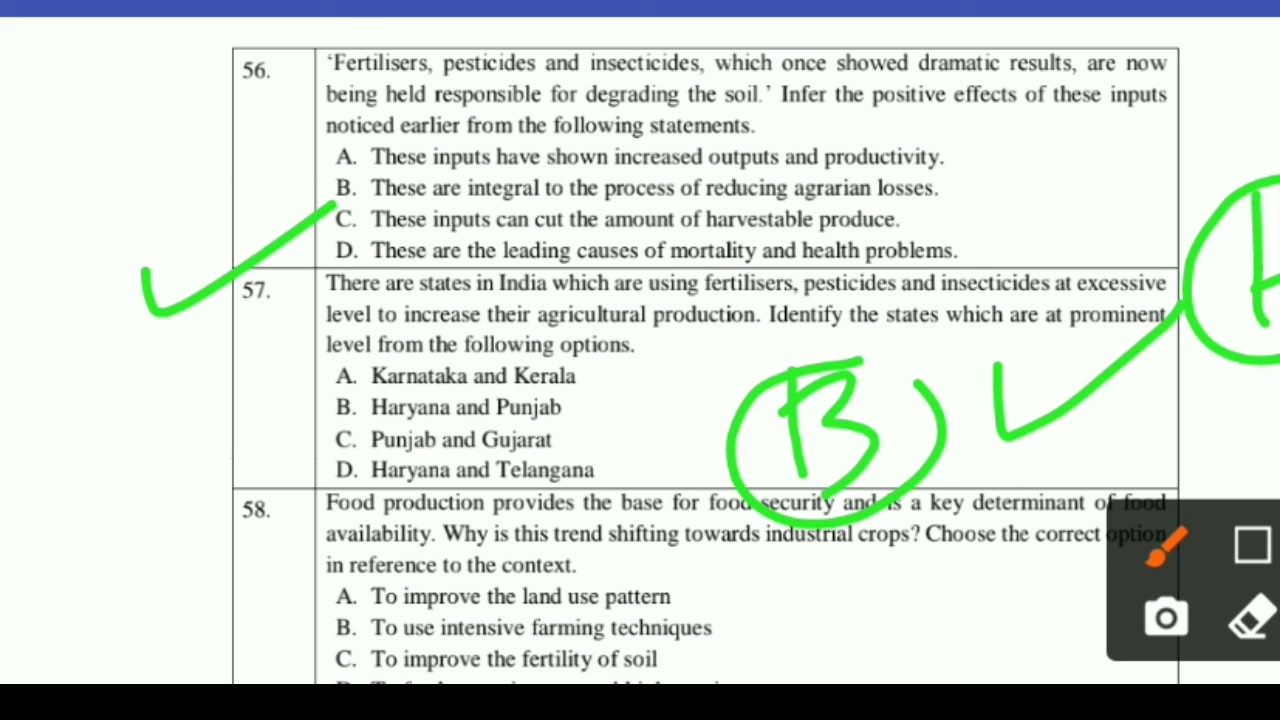 56.
‘Fertilisers, pesticides and insecticides, which once showed dramatic results, are now
being held responsible for degrading the soil.’ Infer the positive effects of these inputs
noticed earlier from the following statements.
A. These inputs have shown increased outputs and productivity.
B. These are integral to the process of reducing agrarian losses.
C. These inputs can cut the amount of harvestable produce.
D. These are the leading causes of mortality and health problems.
57.
There are states in India which are using fertilisers, pesticides and insecticides at excessive
level to increase their agricultural production. Identify the states which are at prominent
level from the following options.
A. Karnataka and Kerala
B. Haryana and Punjab
C. Punjab and Gujarat
D. Haryana and Telangana
B
58.
Food production provides the base for food security and is a key determinant of food
availability. Why is this trend shifting towards industrial crops? Choose the correct option
in reference to the context.
A. To improve the land use pattern
B. To use intensive farming techniques
C. To improve the fertility of soil